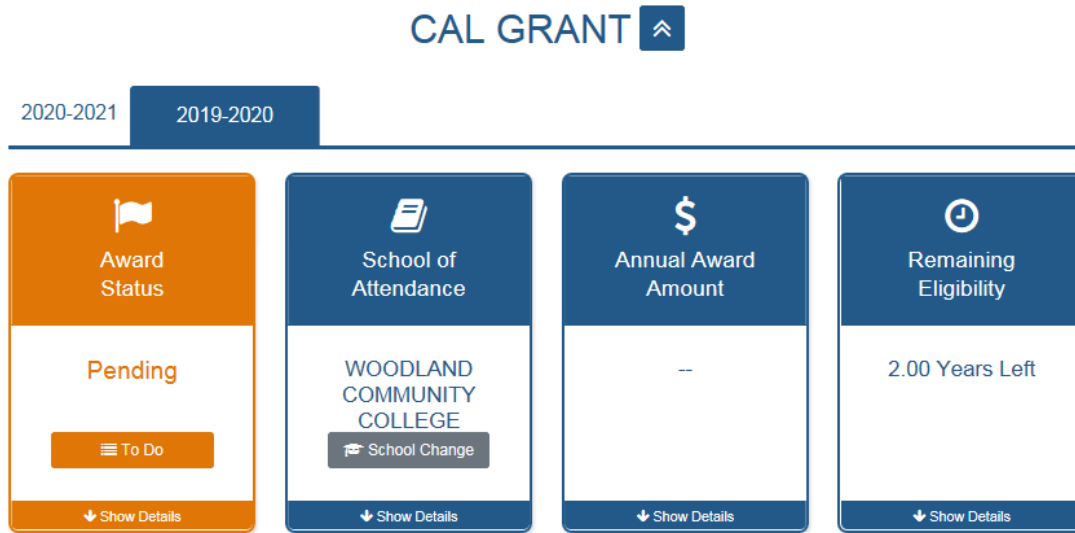 CAL GRANT
2020-2021
2019-2020
Award
Status
Pending
To Do
Show Details
School of
Attendance
WOODLAND
COMMUNITY
COLLEGE
School Change
Show Details
$
Annual Award
Amount
--
Show Details
Remaining
Eligibility
2.00 Years Left
Show Details